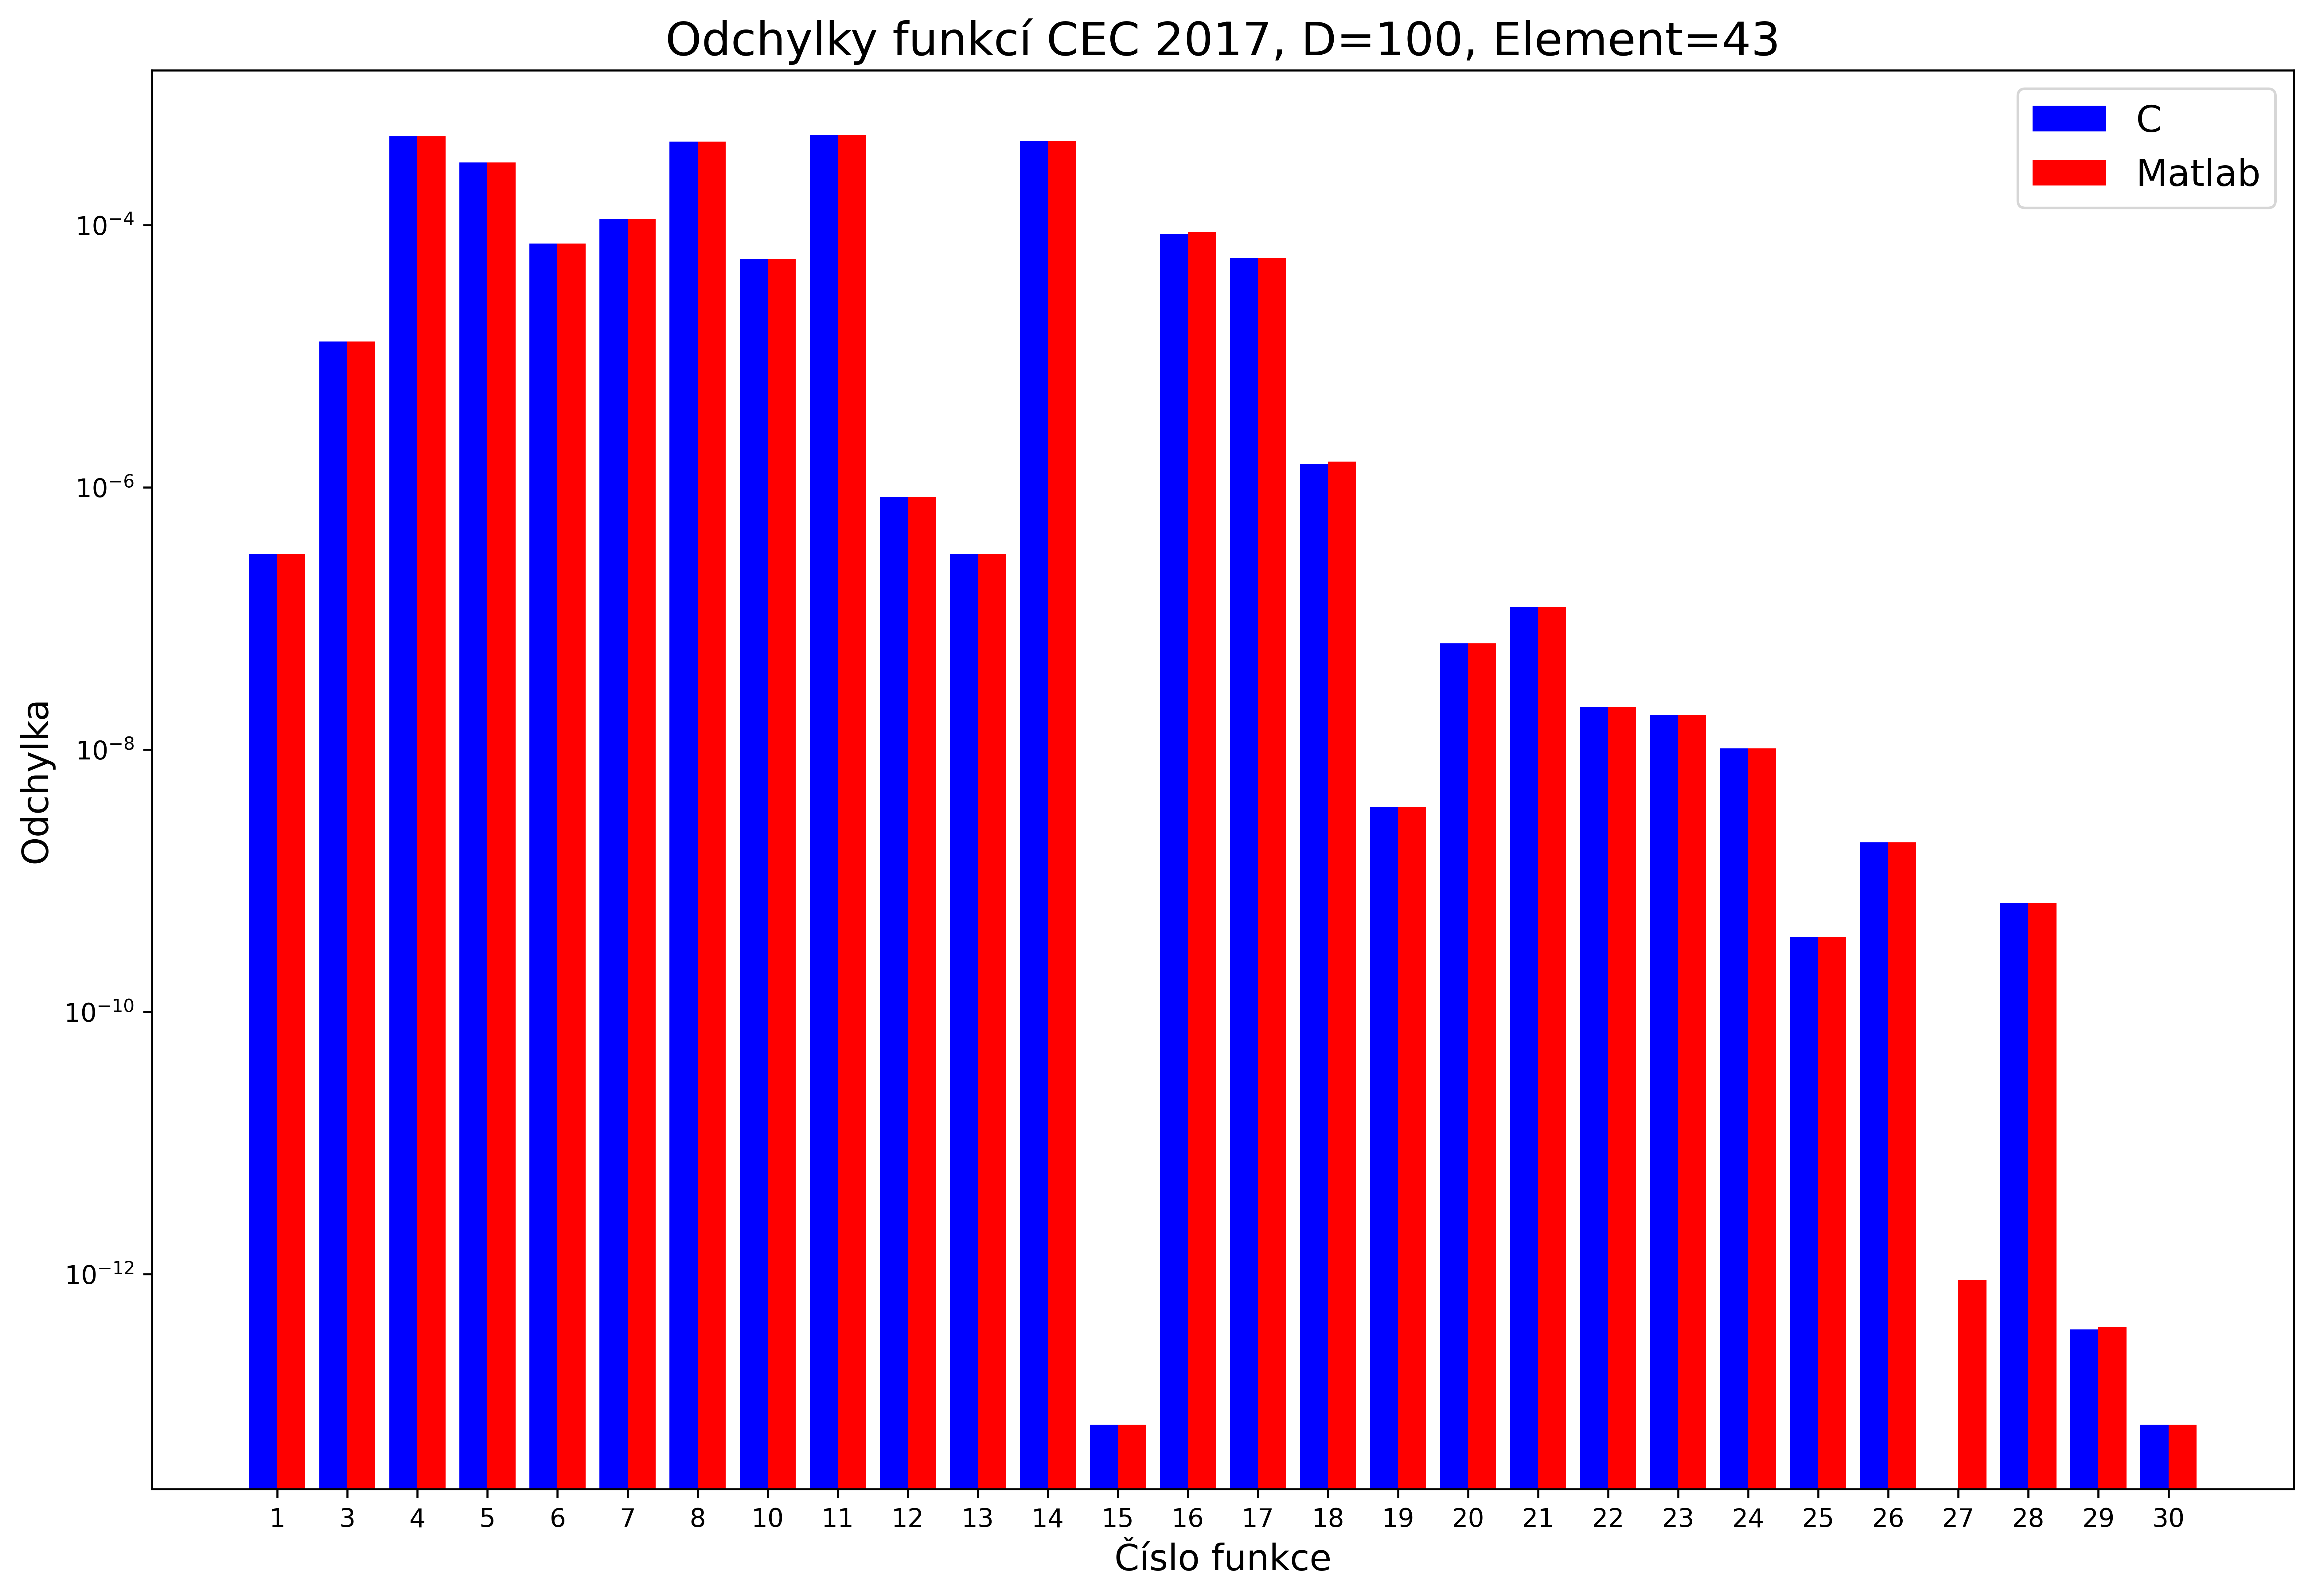 Odchylky funkcí CEC 2017, D=100, Element=43
C
Matlab
Odchylka
10⁻⁴
10⁻⁶
10⁻⁸
10⁻¹⁰
10⁻¹²
1 3 4 5 6 7 8 10 11 12 13 14 15 16 17 18 19 20 21 22 23 24 25 26 27 28 29 30
Číslo funkce